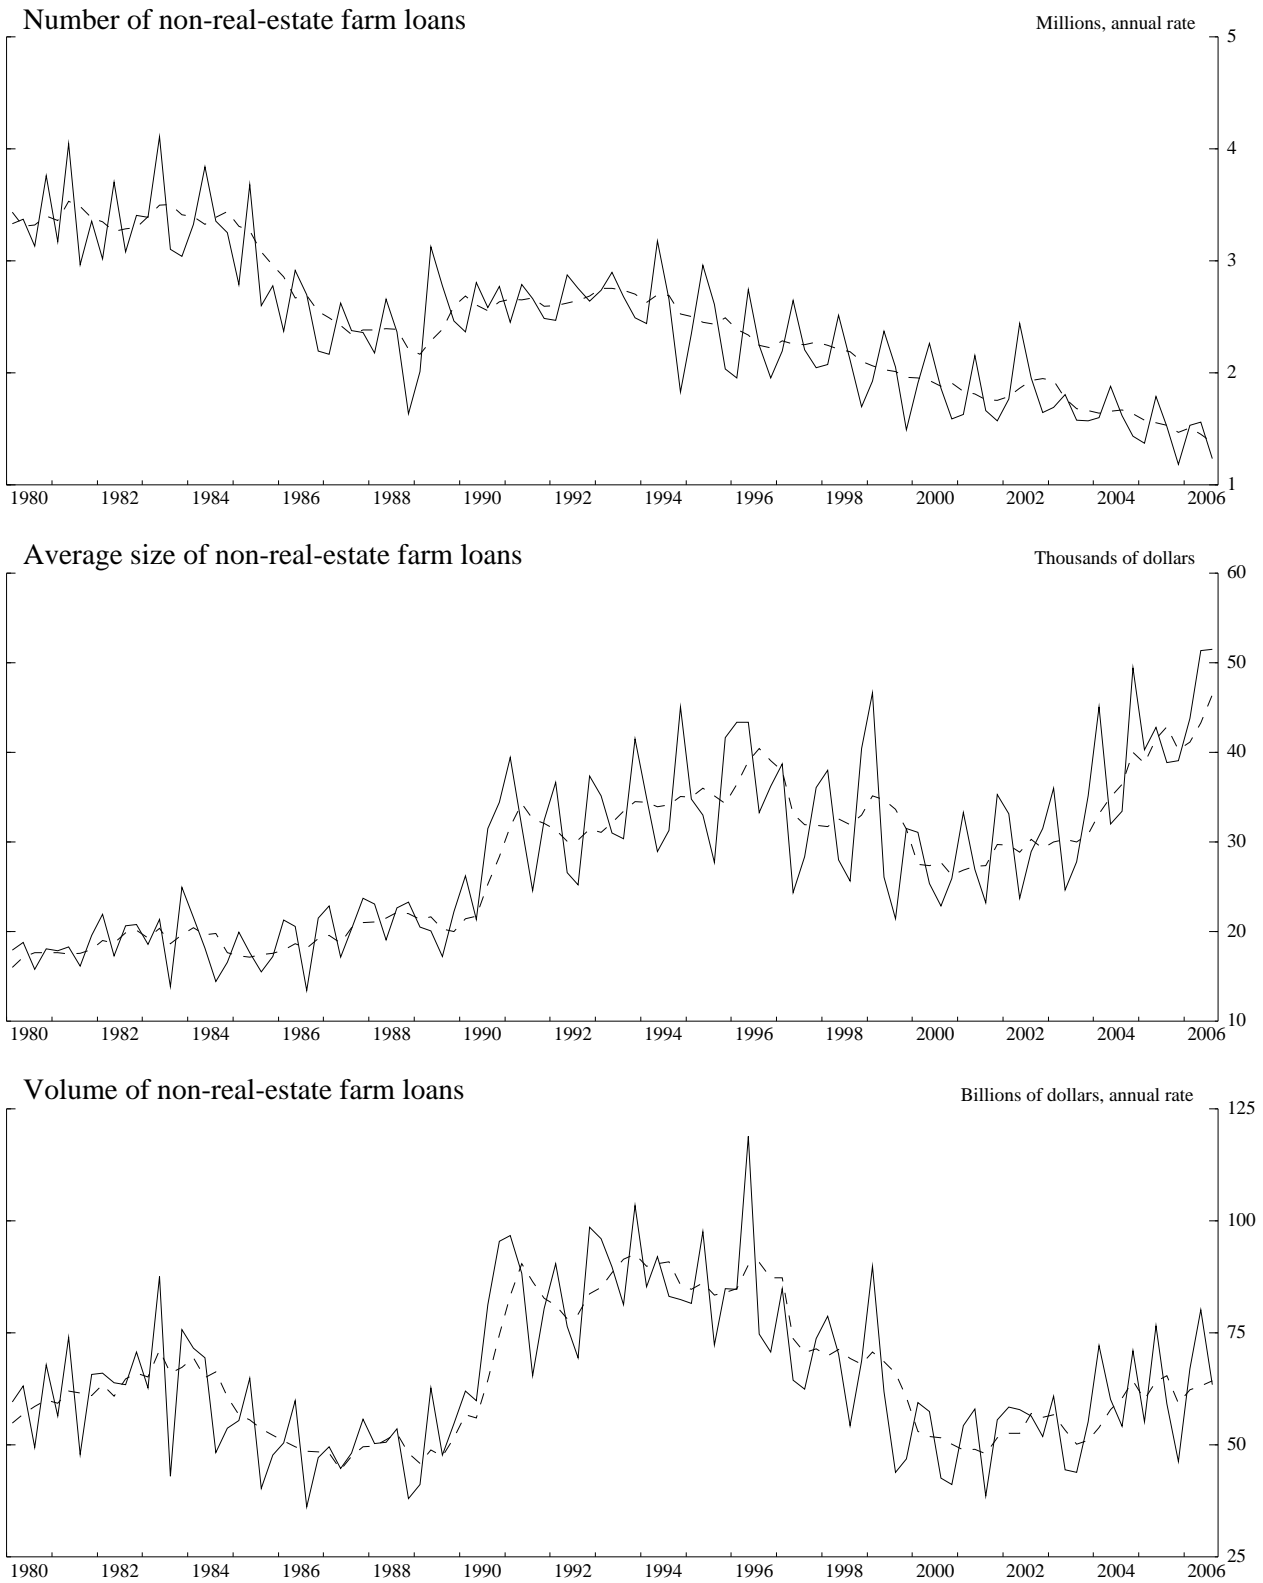 Number of non-real-estate farm loans
Millions, annual rate
5
4
3
2
1
1980 1982 1984 1986 1988 1990 1992 1994 1996 1998 2000 2002 2004 2006
Average size of non-real-estate farm loans
Thousands of dollars
60
50
40
30
20
10
1980 1982 1984 1986 1988 1990 1992 1994 1996 1998 2000 2002 2004 2006
Volume of non-real-estate farm loans
Billions of dollars, annual rate
125
100
75
50
25
1980 1982 1984 1986 1988 1990 1992 1994 1996 1998 2000 2002 2004 2006